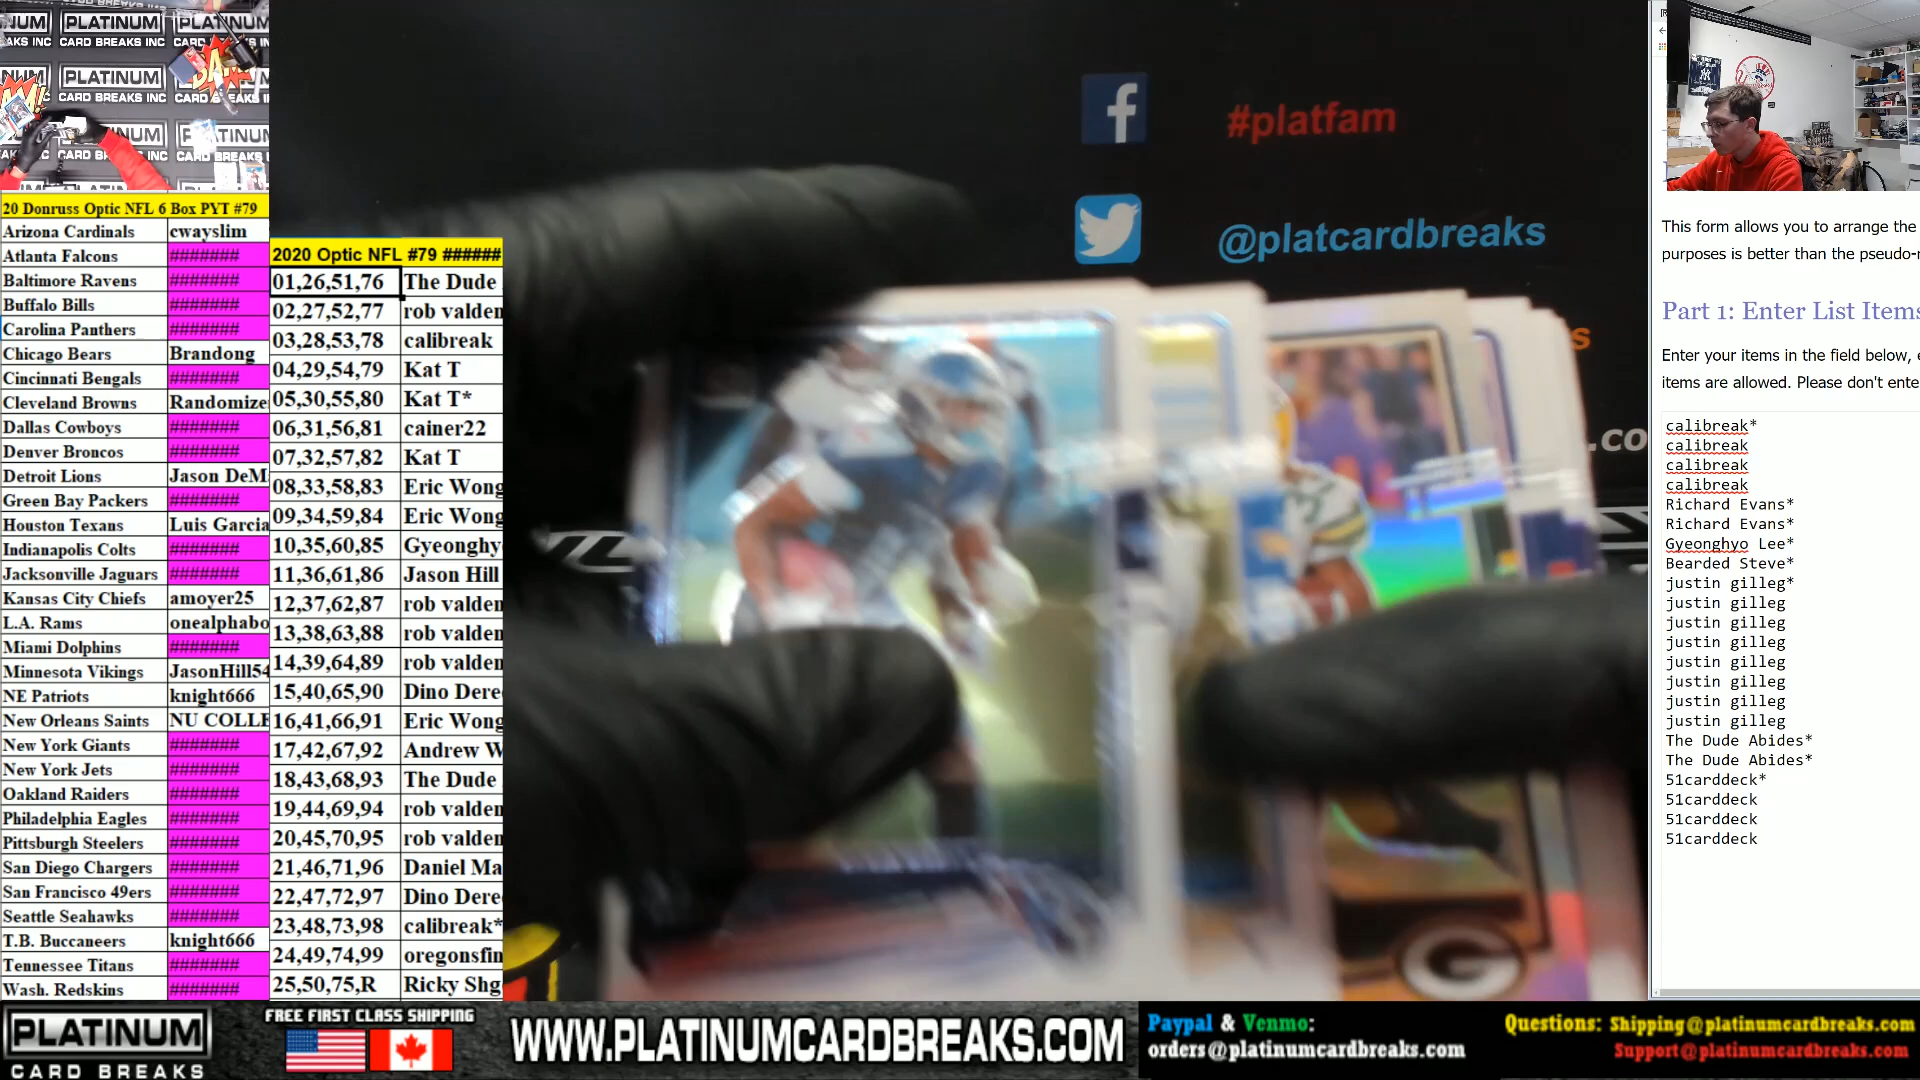 PLATINUM
CARD BREAKS INC
PLATINUM
CARD BREAKS INC
20 Donruss Optic NFL 6 Box PYT #79
Arizona Cardinals cwayslim
Atlanta Falcons #######
Baltimore Ravens #######
Buffalo Bills #######
Carolina Panthers #######
Chicago Bears Brandong
Cincinnati Bengals #######
Cleveland Browns Randomize
Dallas Cowboys #######
Denver Broncos #######
Detroit Lions Jason DeM
Green Bay Packers #######
Houston Texans Luis Garcia
Indianapolis Colts #######
Jacksonville Jaguars #######
Kansas City Chiefs amoyer25
L.A. Rams onealphabo
Miami Dolphins #######
Minnesota Vikings JasonHill54
NE Patriots knight666
New Orleans Saints NU COLLE
New York Giants #######
New York Jets #######
Oakland Raiders #######
Philadelphia Eagles #######
Pittsburgh Steelers #######
San Diego Chargers #######
San Francisco 49ers #######
Seattle Seahawks #######
T.B. Buccaneers knight666
Tennessee Titans #######
Wash. Redskins #######
2020 Optic NFL #79 ######
01,26,51,76 The Dude
02,27,52,77 rob valden
03,28,53,78 calibreak
04,29,54,79 Kat T
05,30,55,80 Kat T*
06,31,56,81 cainer22
07,32,57,82 Kat T
08,33,58,83 Eric Wong
09,34,59,84 Eric Wong
10,35,60,85 Gyeonghy
11,36,61,86 Jason Hill
12,37,62,87 rob valden
13,38,63,88 rob valden
14,39,64,89 rob valden
15,40,65,90 Dino Dere
16,41,66,91 Eric Wong
17,42,67,92 Andrew W
18,43,68,93 The Dude
19,44,69,94 rob valden
20,45,70,95 rob valden
21,46,71,96 Daniel Ma
22,47,72,97 Dino Dere
23,48,73,98 calibreak*
24,49,74,99 oregonsfin
25,50,75,R Ricky Shg
#platfam
@platcardbreaks
.co
G
This form allows you to arrange the
purposes is better than the pseudo-r
Part 1: Enter List Items
Enter your items in the field below, e
items are allowed. Please don't ente
calibreak*
calibreak
calibreak
calibreak
Richard Evans*
Richard Evans*
Gyeonghyo Lee*
Bearded Steve*
justin gilleg*
justin gilleg
justin gilleg
justin gilleg
justin gilleg
justin gilleg
justin gilleg
justin gilleg
The Dude Abides*
The Dude Abides*
51carddeck*
51carddeck
51carddeck
51carddeck
PLATINUM
CARD BREAKS
FREE FIRST CLASS SHIPPING
WWW.PLATINUMCARDBREAKS.COM
Paypal & Venmo:
orders@platinumcardbreaks.com
Questions: Shipping@platinumcardbreaks.com
Support@platinumcardbreaks.com